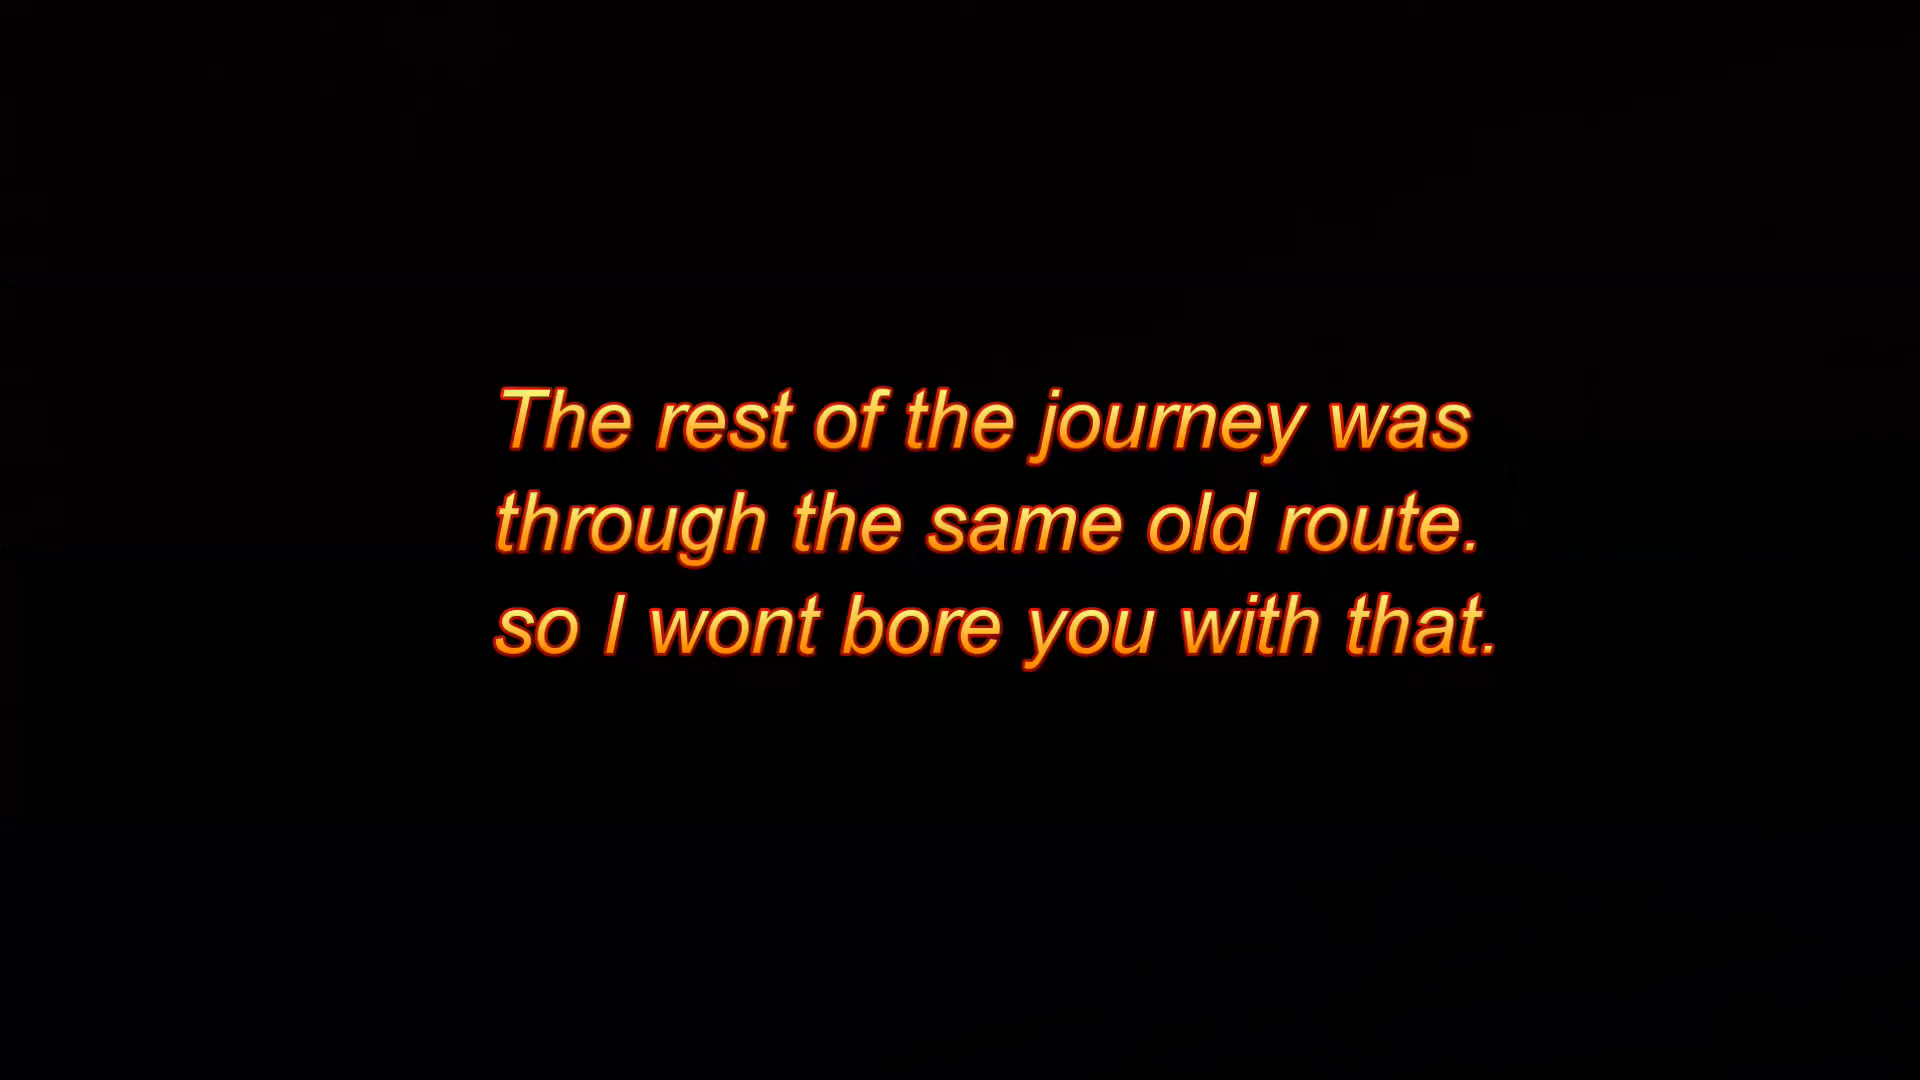 The rest of the journey was
through the same old route.
so I wont bore you with that.